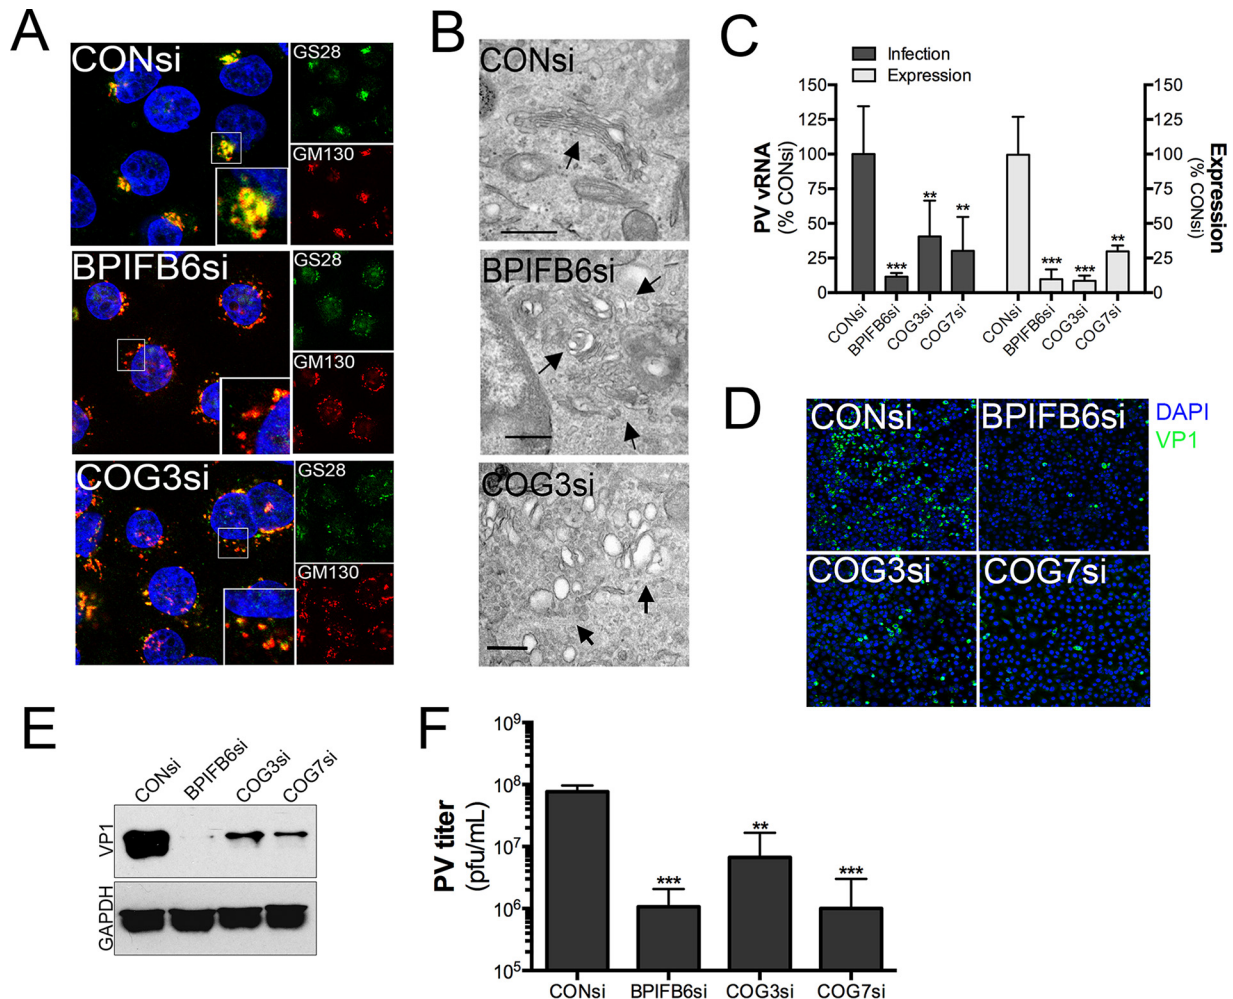 A
CONsi
GS28
GM130
BPIFB6si
GS28
GM130
COG3si
GS28
GM130
B
CONsi
BPIFB6si
COG3si
C
Infection
Expression
PV vRNA
(% CONsi)
150
125
100
75
50
25
0
***
**
**
***
***
**
150
125
100
75
50
25
0
Expression
(% CONsi)
CONsi
BPIFB6si
COG3si
COG7si
CONsi
BPIFB6si
COG3si
COG7si
D
CONsi
BPIFB6si
COG3si
COG7si
DAPI
VP1
E
CONsi
BPIFB6si
COG3si
COG7si
VP1
GAPDH
F
PV titer
(pfu/mL)
10⁹
10⁸
10⁷
10⁶
10⁵
***
**
***
CONsi
BPIFB6si
COG3si
COG7si